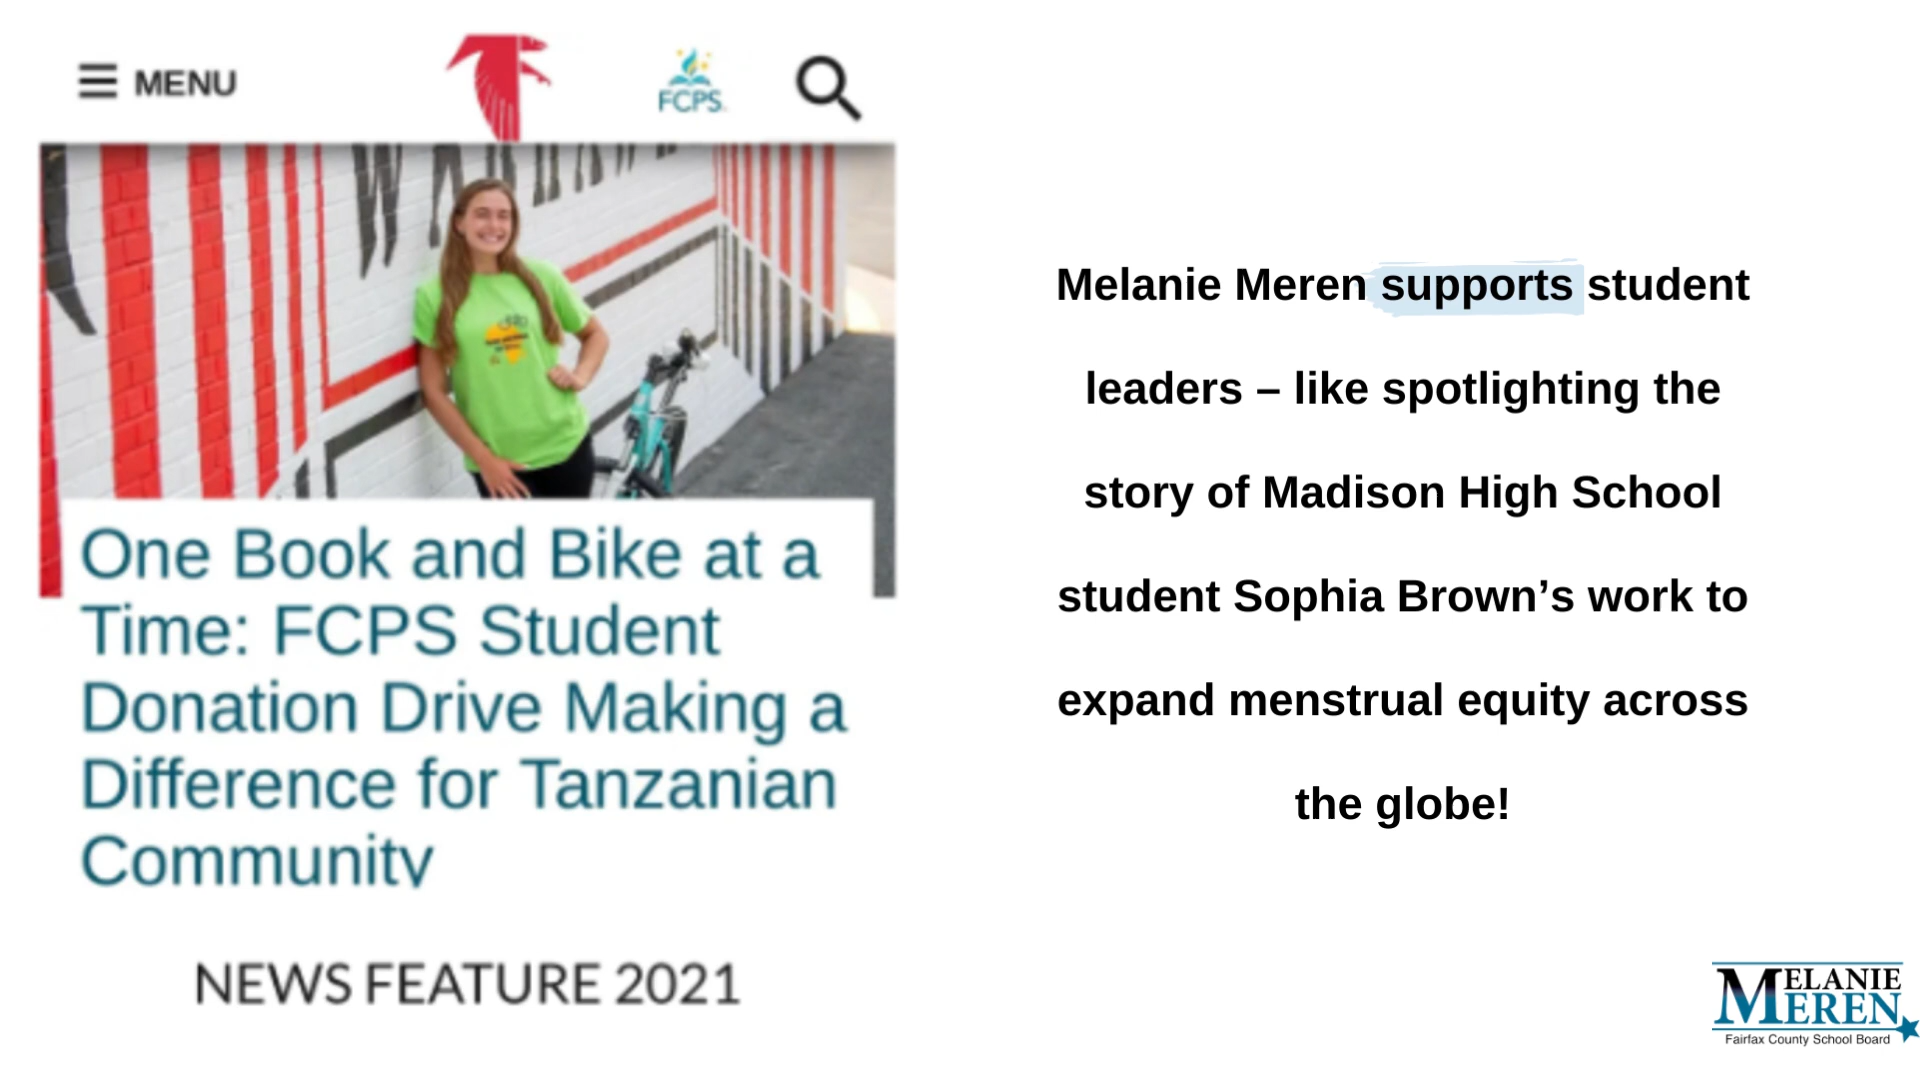 MENU
FCPS
One Book and Bike at a
Time: FCPS Student
Donation Drive Making a
Difference for Tanzanian
Community
NEWS FEATURE 2021
Melanie Meren supports student
leaders – like spotlighting the
story of Madison High School
student Sophia Brown’s work to
expand menstrual equity across
the globe!
MELANIE
MEREN
Fairfax County School Board